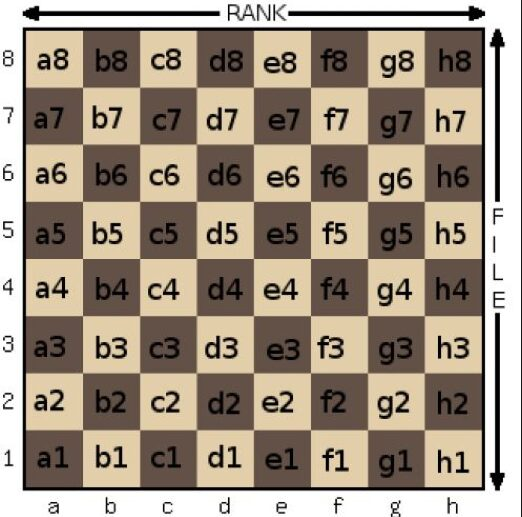 RANK
8 a8 b8 c8 d8 e8 f8 g8 h8
7 a7 b7 c7 d7 e7 f7 g7 h7
6 a6 b6 c6 d6 e6 f6 g6 h6
5 a5 b5 c5 d5 e5 f5 g5 h5
4 a4 b4 c4 d4 e4 f4 g4 h4
3 a3 b3 c3 d3 e3 f3 g3 h3
2 a2 b2 c2 d2 e2 f2 g2 h2
1 a1 b1 c1 d1 e1 f1 g1 h1
a b c d e f g h
FILE